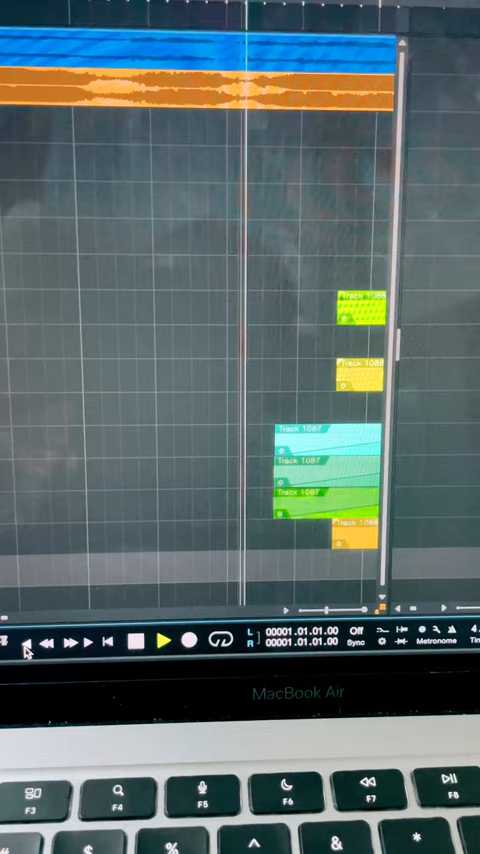 Track 1088
Track 1088
Track 1087
Track 1087
Track 1087
Track 1088
L 00001.01.01.00 Off
R 00001.01.01.00 Sync Metronome
MacBook Air
F3 F4 F5 F6 F7 F8
# $ % ^ & *